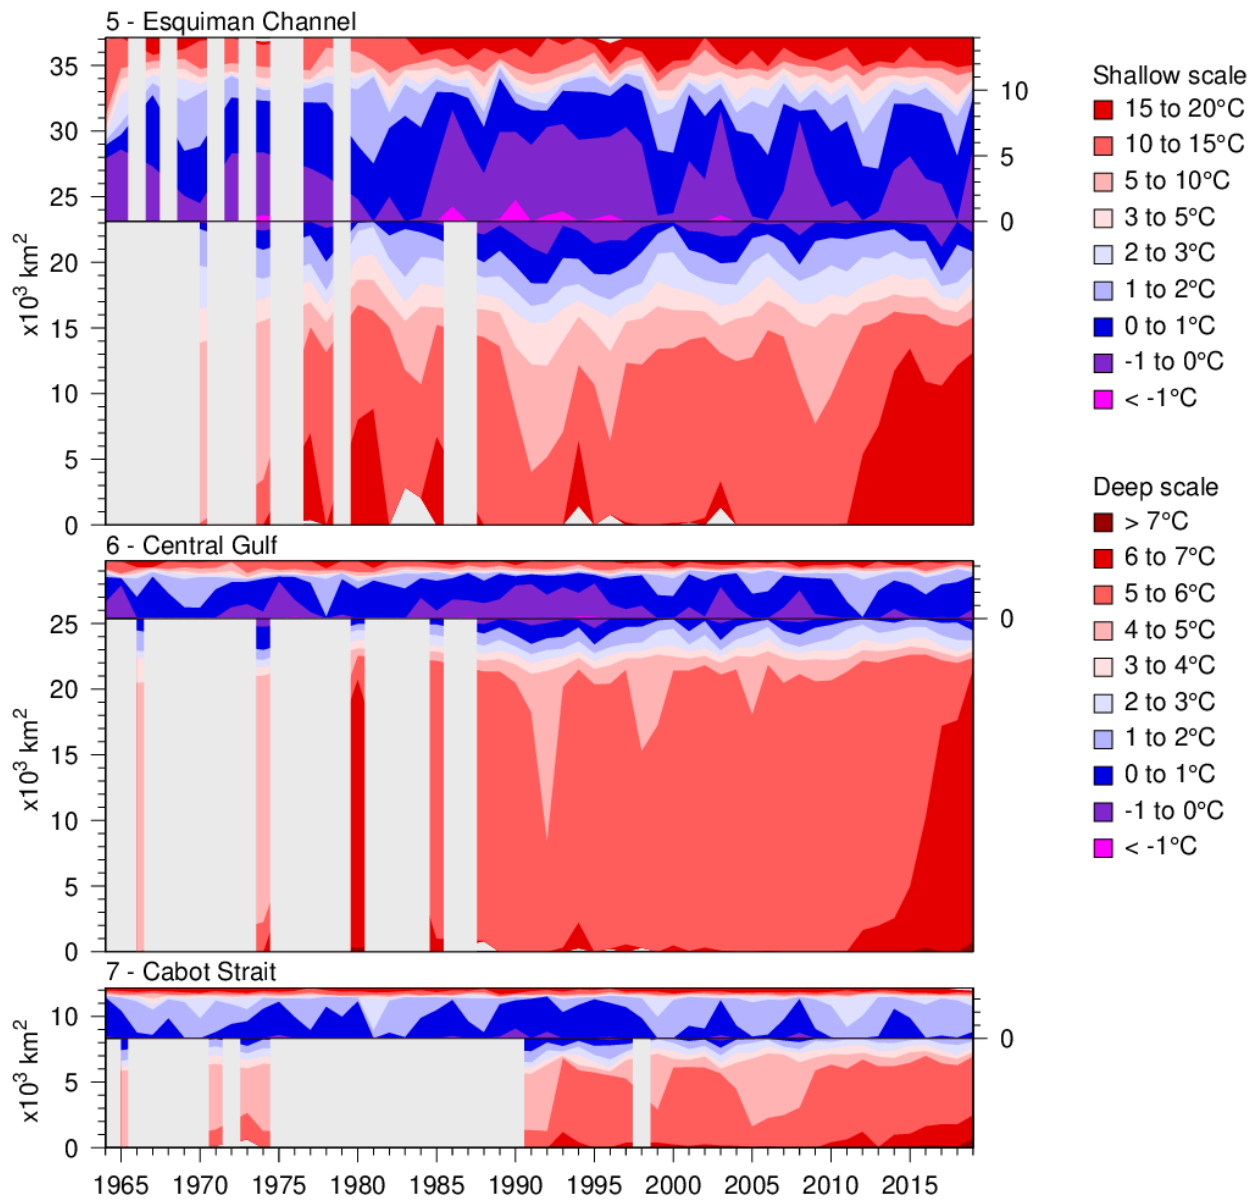 5 - Esquiman Channel
35
30
25
20
15
10
5
0
x10³ km²
10
5
0
6 - Central Gulf
25
20
15
10
5
0
x10³ km²
0
7 - Cabot Strait
10
5
0
x10³ km²
0
1965 1970 1975 1980 1985 1990 1995 2000 2005 2010 2015
Shallow scale
15 to 20°C
10 to 15°C
5 to 10°C
3 to 5°C
2 to 3°C
1 to 2°C
0 to 1°C
-1 to 0°C
< -1°C
Deep scale
> 7°C
6 to 7°C
5 to 6°C
4 to 5°C
3 to 4°C
2 to 3°C
1 to 2°C
0 to 1°C
-1 to 0°C
< -1°C